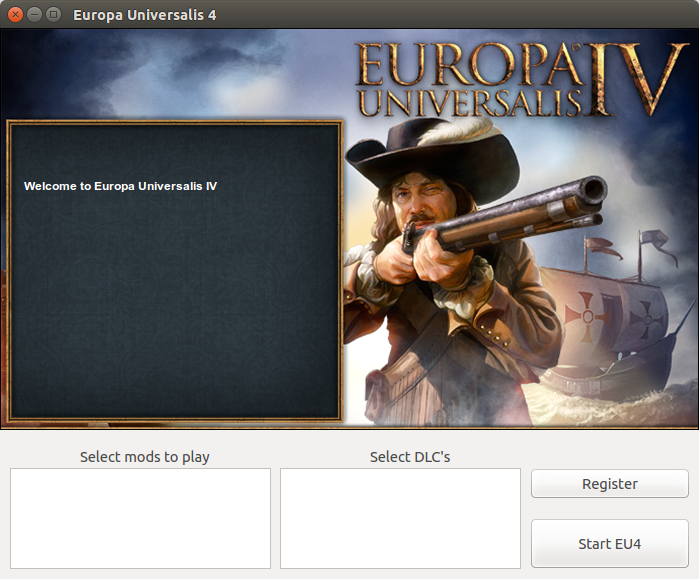 Europa Universalis 4
EUROPA
UNIVERSALIS IV
Welcome to Europa Universalis IV
Select mods to play
Select DLC's
Register
Start EU4